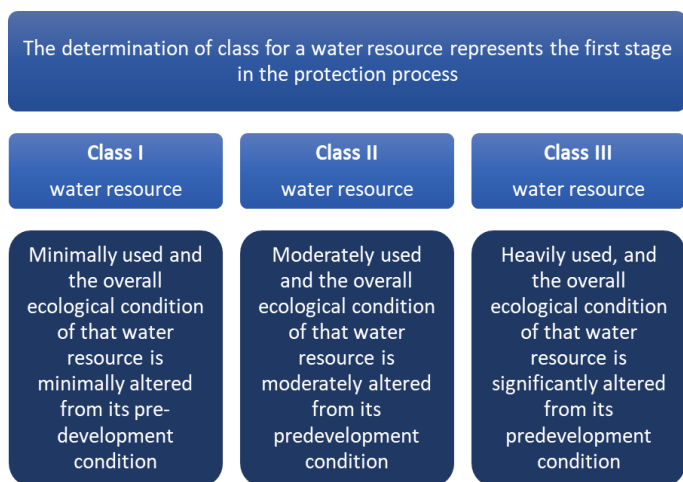 The determination of class for a water resource represents the first stage
in the protection process
Class I
water resource
Class II
water resource
Class III
water resource
Minimally used and
the overall
ecological condition
of that water
resource is
minimally altered
from its pre-
development
condition
Moderately used
and the overall
ecological condition
of that water
resource is
moderately altered
from its
predevelopment
condition
Heavily used, and
the overall
ecological condition
of that water
resource is
significantly altered
from its
predevelopment
condition